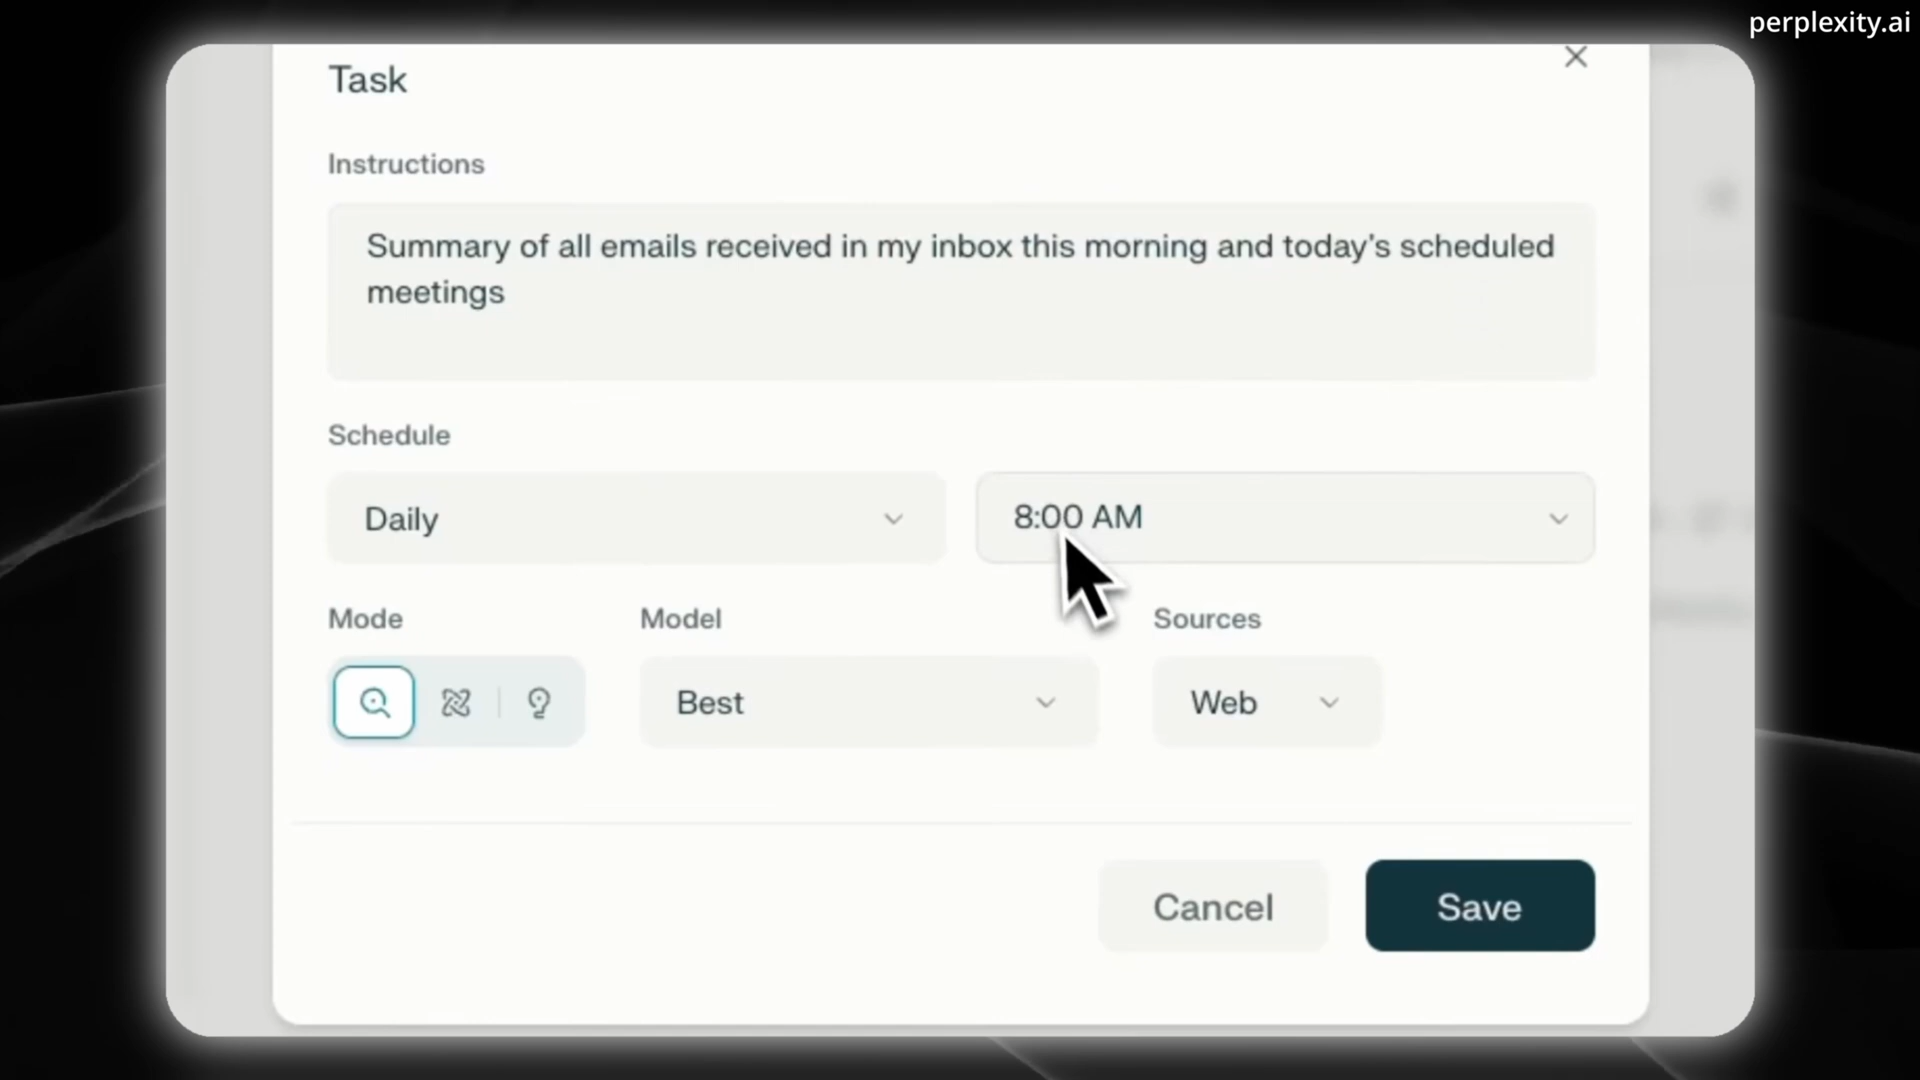 perplexity.ai
Task
Instructions
Summary of all emails received in my inbox this morning and today's scheduled
meetings
Schedule
Daily
8:00 AM
Mode
Model
Sources
Best
Web
Cancel
Save